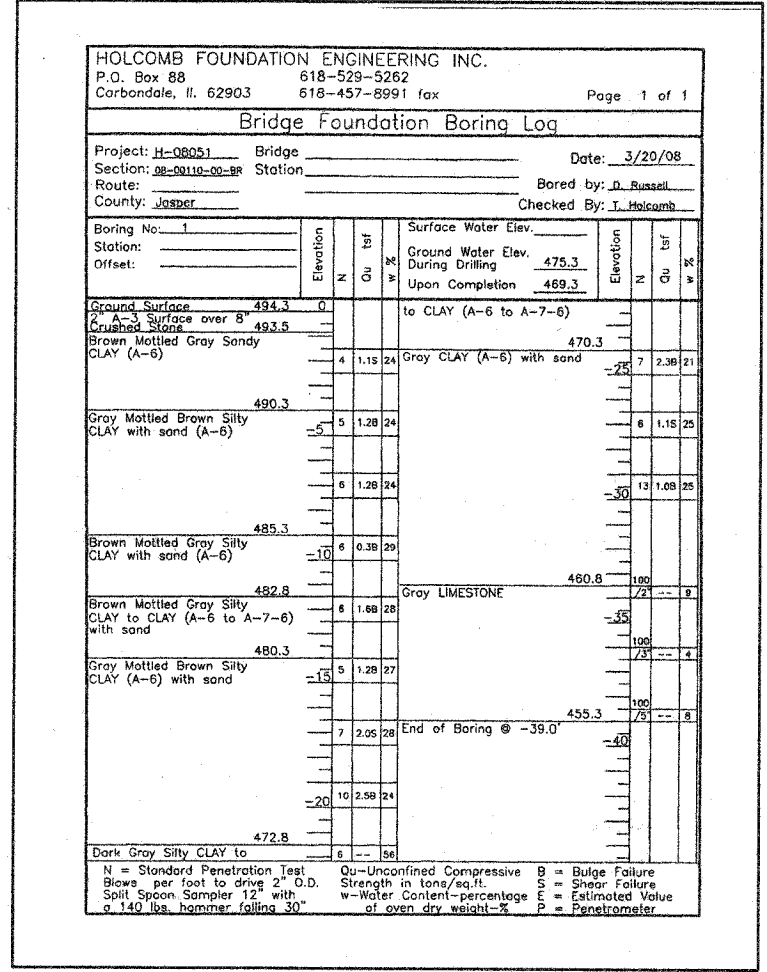 HOLCOMB FOUNDATION ENGINEERING INC.
P.O. Box 88 618-529-5262
Carbondale, Il. 62903 618-457-8991 fax Page 1 of 1
Bridge Foundation Boring Log
Project: H-08051 Bridge
Date: 3/20/08
Section: 08-00110-00-BR Station
Route:
Bored by: D. Russell
County: Jasper
Checked By: T. Holcomb
Boring No: 1
Station:
Offset:
Elevation
N
Qu tsf
w %
Surface Water Elev.
Ground Water Elev.
During Drilling 475.3
Upon Completion 469.3
Elevation
N
Qu tsf
w %
Ground Surface 494.3 0
2" A-3 Surface over 8"
Crushed Stone 493.5
Brown Mottled Gray Sandy
CLAY (A-6)
4 1.1S 24
490.3
Gray Mottled Brown Silty
CLAY with sand (A-6)
-5 5 1.2B 24
6 1.2B 24
485.3
Brown Mottled Gray Silty
CLAY with sand (A-6)
-10 6 0.3B 29
482.8
Brown Mottled Gray Silty
CLAY to CLAY (A-6 to A-7-6)
with sand
6 1.6B 28
480.3
Gray Mottled Brown Silty
CLAY (A-6) with sand
-15 5 1.2B 27
7 2.0S 28
-20 10 2.5B 24
472.8
Dark Gray Silty CLAY to 6 -- 56
to CLAY (A-6 to A-7-6)
470.3
Gray CLAY (A-6) with sand
-25 7 2.3B 21
6 1.1S 25
-30 13 1.0B 25
460.8 100
Gray LIMESTONE /2" -- 9
-35
100
/3" -- 4
100
455.3 /5" -- 8
End of Boring @ -39.0'
-40
N = Standard Penetration Test
Blows per foot to drive 2" O.D.
Split Spoon Sampler 12" with
a 140 lbs. hammer falling 30"
Qu-Unconfined Compressive
Strength in tons/sq.ft.
w-Water Content-percentage
of oven dry weight-%
B = Bulge Failure
S = Shear Failure
E = Estimated Value
P = Penetrometer